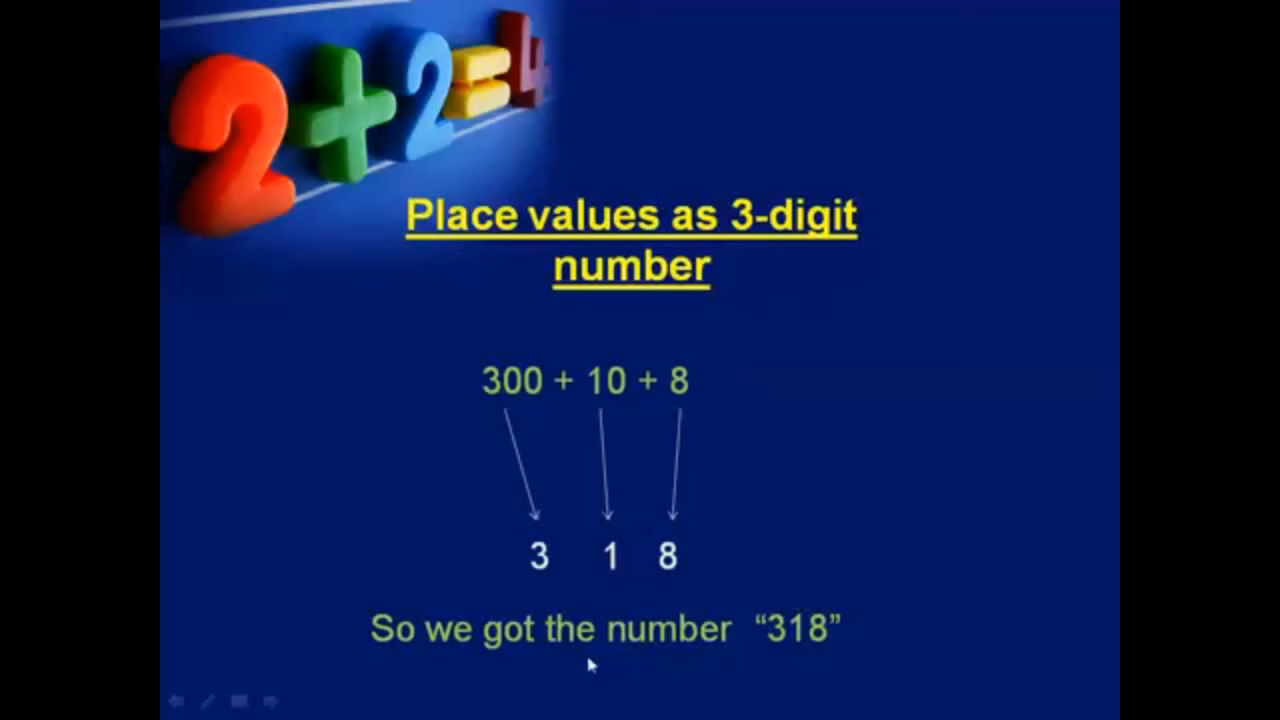 2+2=4
Place values as 3-digit
number
300 + 10 + 8
3 1 8
So we got the number “318”